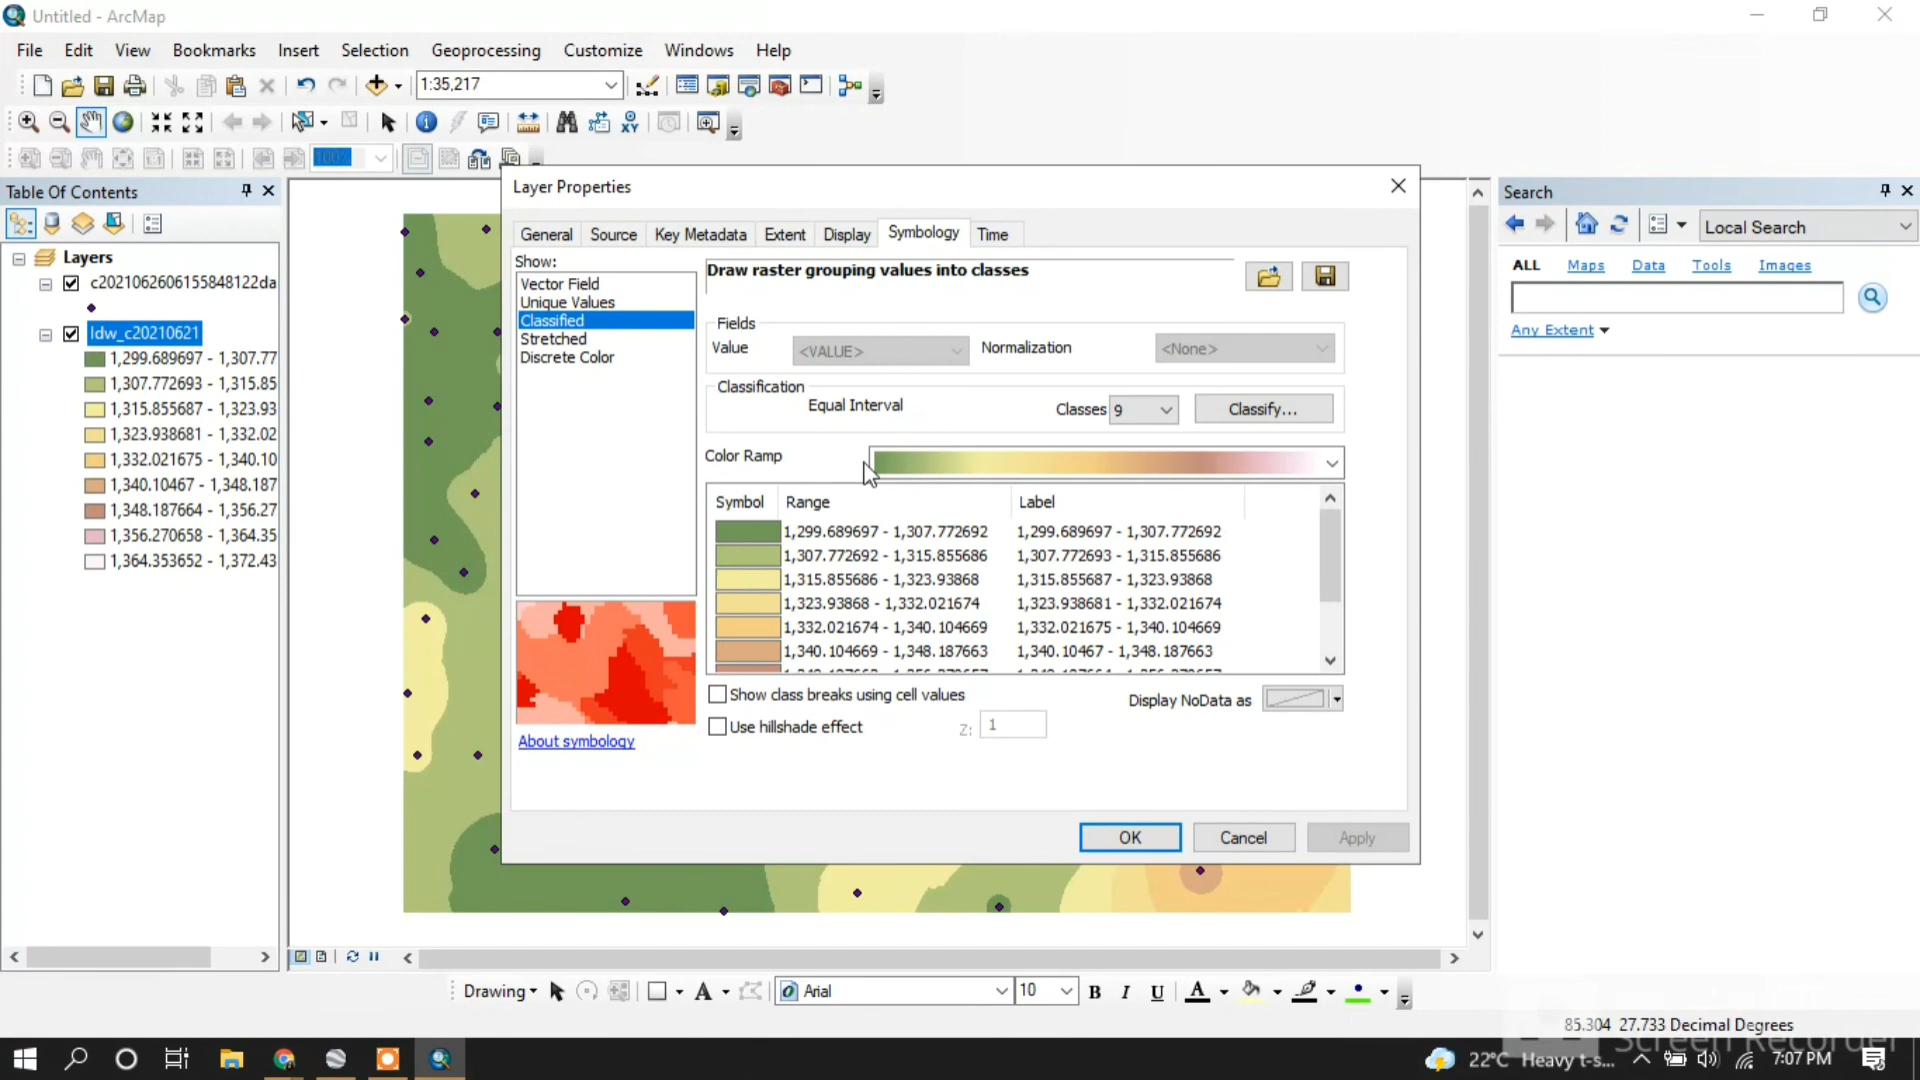 Untitled - ArcMap
File Edit View Bookmarks Insert Selection Geoprocessing Customize Windows Help
1:35,217
XY
100%
Table Of Contents
Layers
c2021062606155848122da
Idw_c20210621
1,299.689697 - 1,307.77
1,307.772693 - 1,315.85
1,315.855687 - 1,323.93
1,323.938681 - 1,332.02
1,332.021675 - 1,340.10
1,340.10467 - 1,348.187
1,348.187664 - 1,356.27
1,356.270658 - 1,364.35
1,364.353652 - 1,372.43
Layer Properties
General Source Key Metadata Extent Display Symbology Time
Show:
Vector Field
Unique Values
Classified
Stretched
Discrete Color
About symbology
Draw raster grouping values into classes
Fields
Value <VALUE> Normalization <None>
Classification
Equal Interval Classes 9 Classify...
Color Ramp
Symbol Range Label
1,299.689697 - 1,307.772692 1,299.689697 - 1,307.772692
1,307.772692 - 1,315.855686 1,307.772693 - 1,315.855686
1,315.855686 - 1,323.93868 1,315.855687 - 1,323.93868
1,323.93868 - 1,332.021674 1,323.938681 - 1,332.021674
1,332.021674 - 1,340.104669 1,332.021675 - 1,340.104669
1,340.104669 - 1,348.187663 1,340.10467 - 1,348.187663
Show class breaks using cell values Display NoData as
Use hillshade effect Z: 1
OK Cancel Apply
Search
Local Search
ALL Maps Data Tools Images
Any Extent
Drawing A Arial 10 B I U A
85.304 27.733 Decimal Degrees
Screen Recorder
22°C Heavy t-s... 7:07 PM